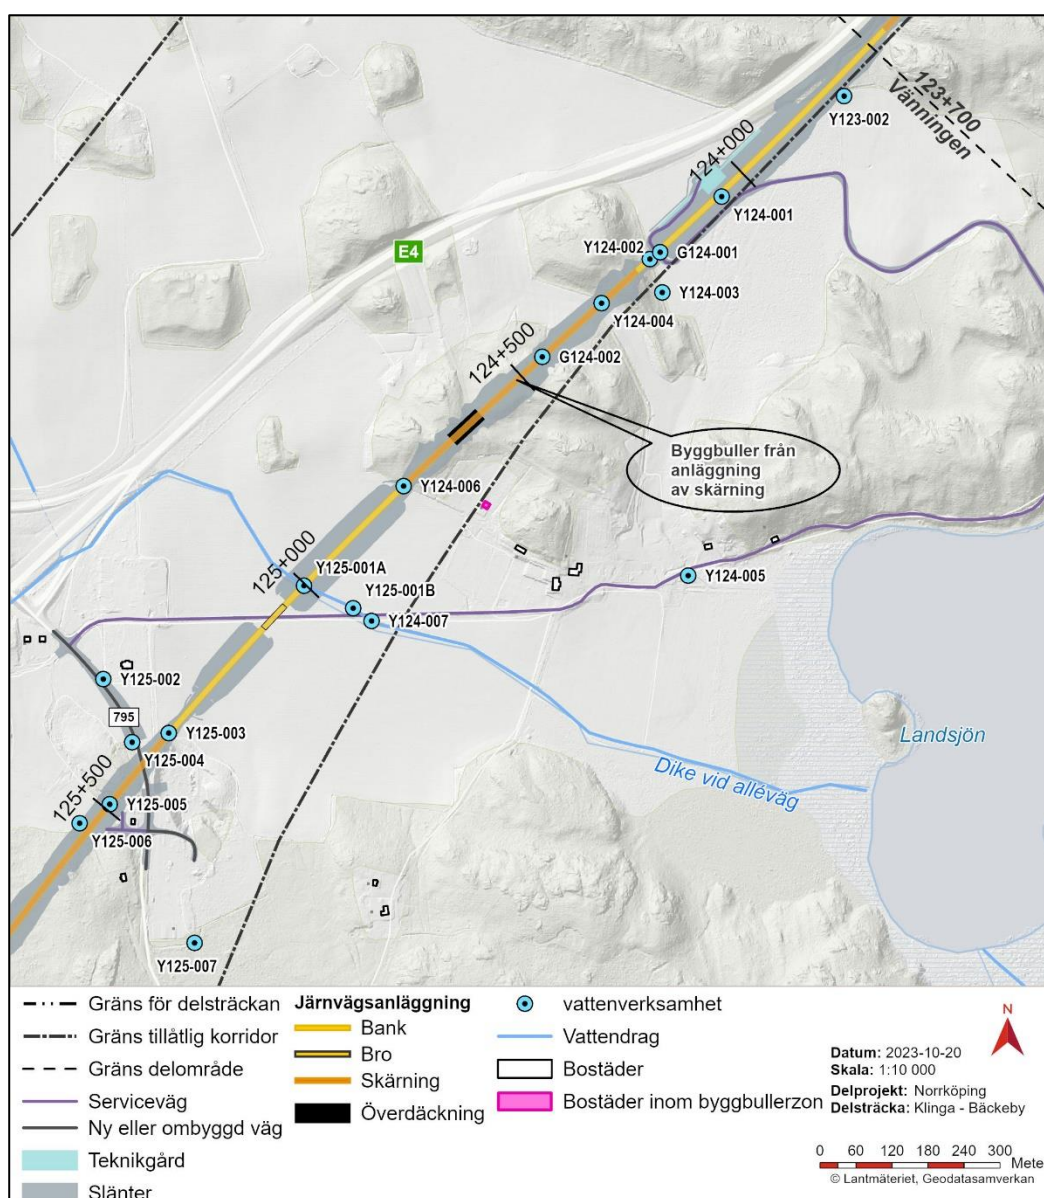 123+700
Vänningen
Y123-002
124+000
Y124-001
E4
Y124-002
G124-001
Y124-003
Y124-004
124+500
G124-002
Byggbuller från
anläggning
av skärning
Y124-006
125+000
Y125-001A
Y125-001B
Y124-007
Y124-005
Y125-002
795
Y125-003
Y125-004
Landsjön
Dike vid alléväg
125+500
Y125-005
Y125-006
Y125-007
Gräns för delsträckan
Gräns tillåtlig korridor
Gräns delområde
Serviceväg
Ny eller ombyggd väg
Teknikgård
Slänter
Järnvägsanläggning
Bank
Bro
Skärning
Överdäckning
vattenverksamhet
Vattendrag
Bostäder
Bostäder inom byggbullerzon
N
Datum: 2023-10-20
Skala: 1:10 000
Delprojekt: Norrköping
Delsträcka: Klinga - Bäckeby
0 60 120 180 240 300
Mete
© Lantmäteriet, Geodatasamverkan